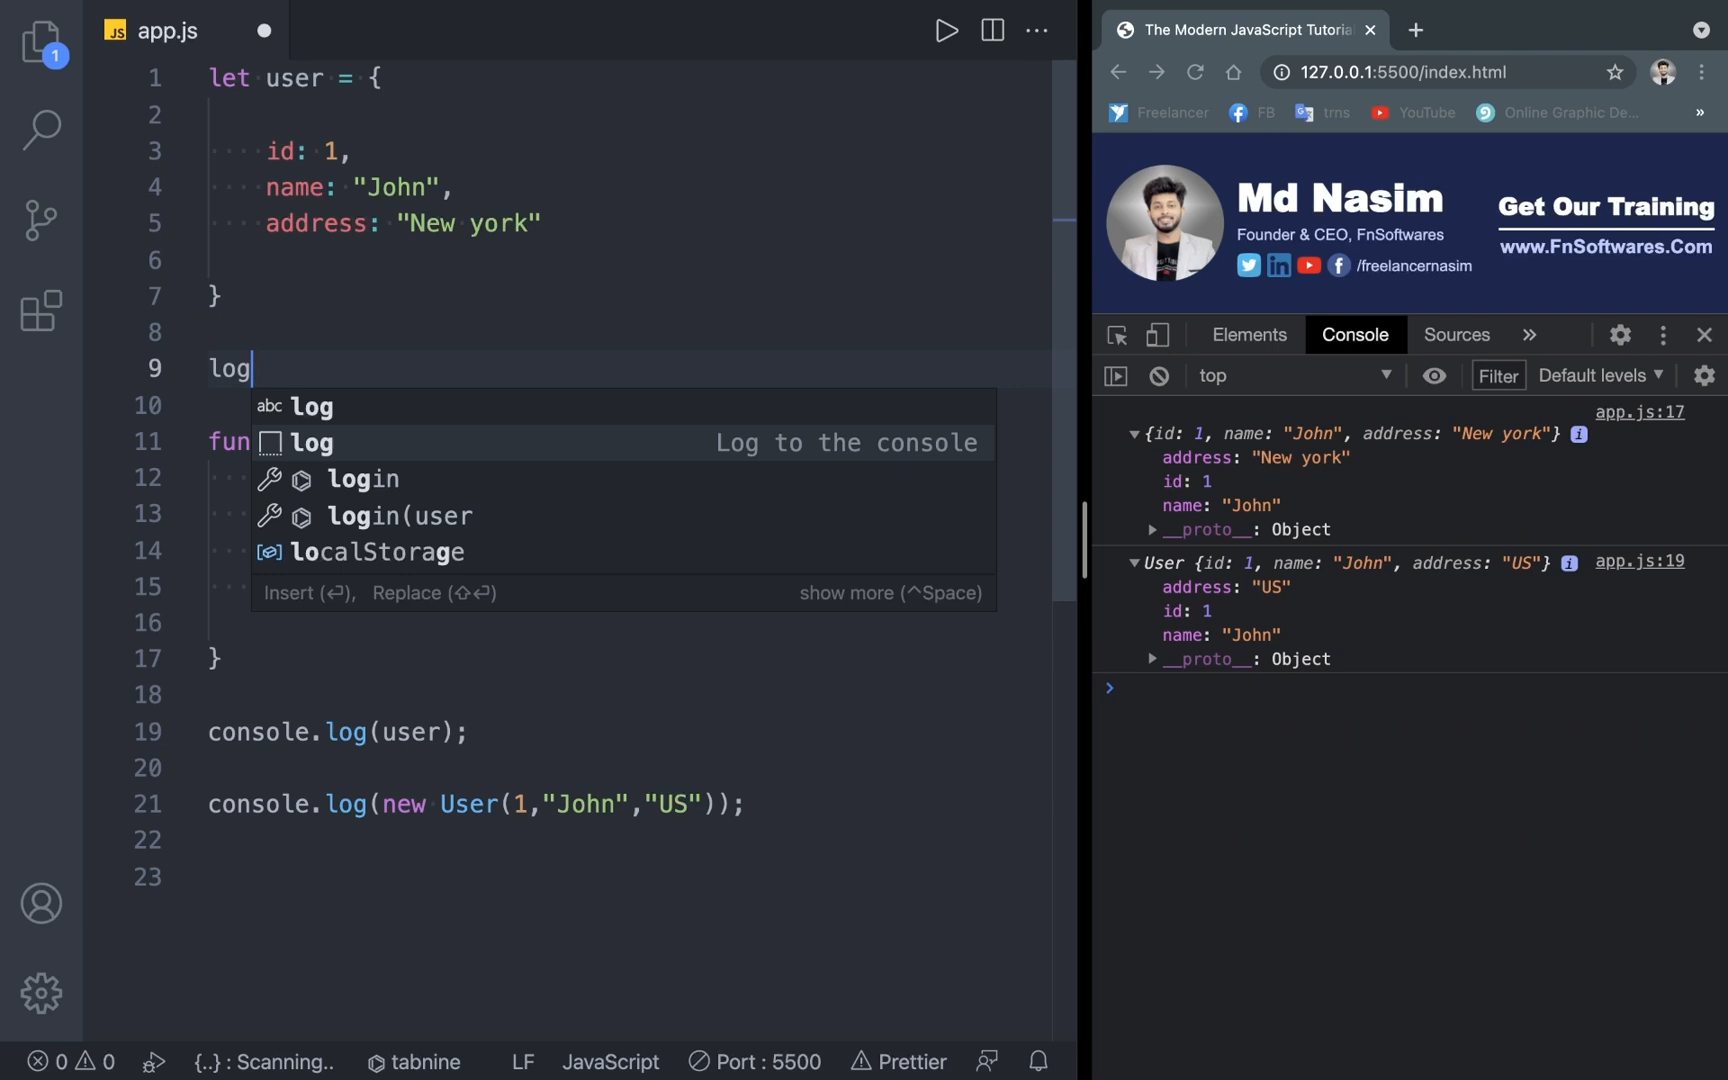 JS app.js
1
1 let user = {
2
3 id: 1,
4 name: "John",
5 address: "New york"
6
7 }
8
9 log
10
11 fun
12
13
14
15
16
17 }
18
19 console.log(user);
20
21 console.log(new User(1,"John","US"));
22
23
abc log
log Log to the console
login
login(user
localStorage
Insert (⏎), Replace (⇧⏎) show more (^Space)
0 0 {..} : Scanning.. tabnine LF JavaScript Port : 5500 Prettier
The Modern JavaScript Tutoria
127.0.0.1:5500/index.html
Freelancer FB trns YouTube Online Graphic De... »
Md Nasim
Founder & CEO, FnSoftwares
/freelancernasim
Get Our Training
www.FnSoftwares.Com
Elements Console Sources »
top Filter Default levels
app.js:17
{id: 1, name: "John", address: "New york"} i
address: "New york"
id: 1
name: "John"
__proto__: Object
User {id: 1, name: "John", address: "US"} i app.js:19
address: "US"
id: 1
name: "John"
__proto__: Object